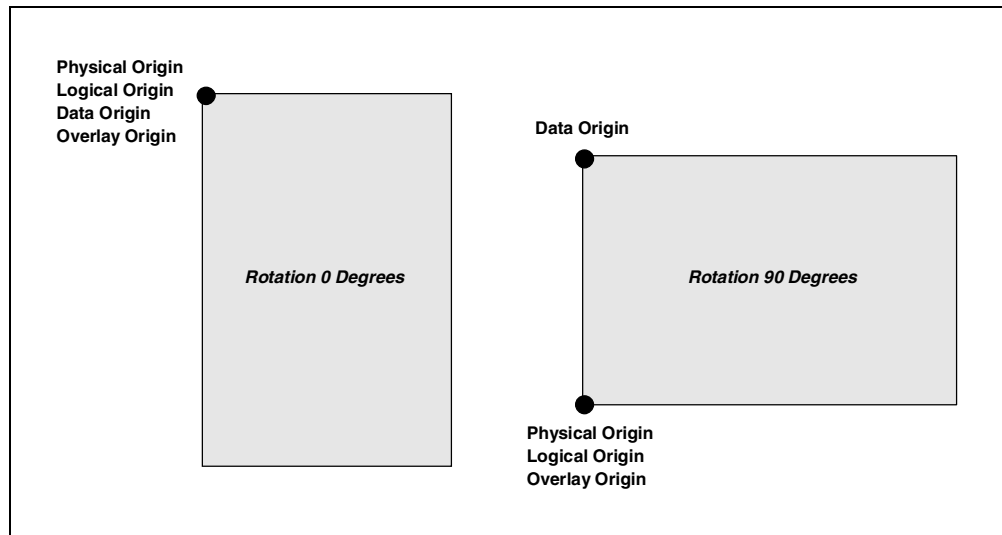 Physical Origin
Logical Origin
Data Origin
Overlay Origin
Rotation 0 Degrees
Data Origin
Rotation 90 Degrees
Physical Origin
Logical Origin
Overlay Origin